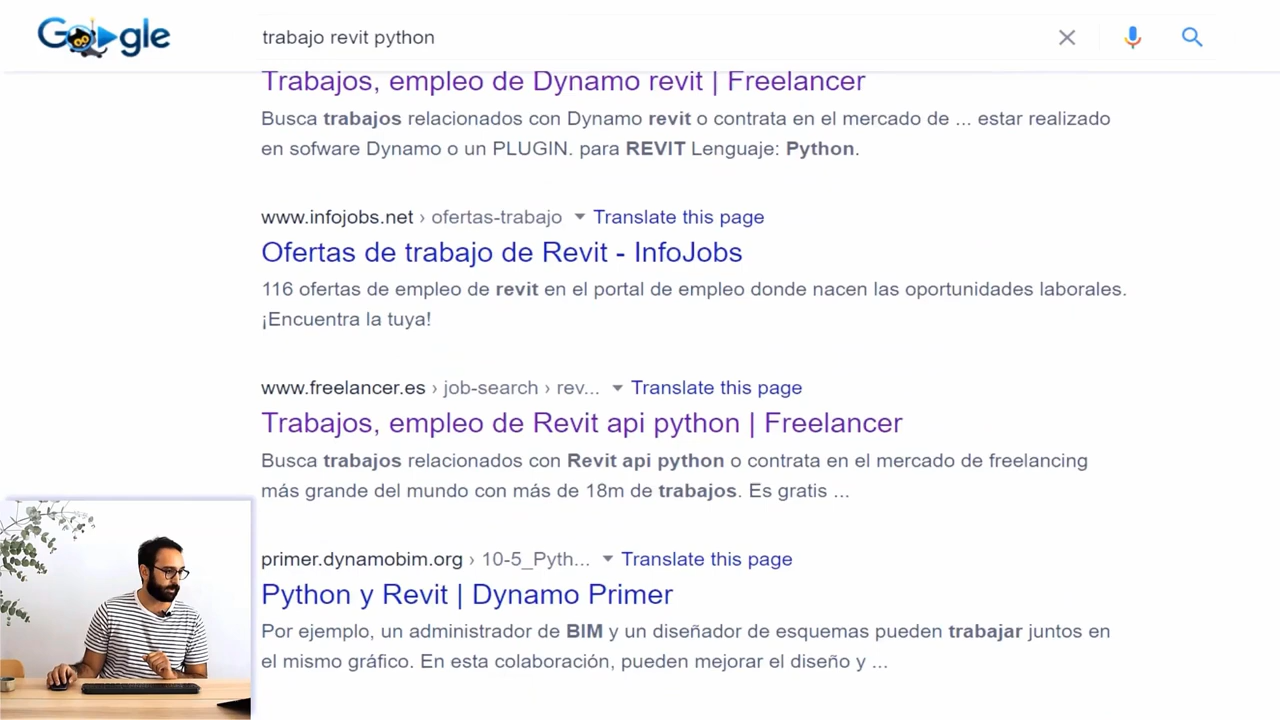 Google
trabajo revit python
Trabajos, empleo de Dynamo revit | Freelancer
Busca trabajos relacionados con Dynamo revit o contrata en el mercado de ... estar realizado
en sofware Dynamo o un PLUGIN. para REVIT Lenguaje: Python.
www.infojobs.net › ofertas-trabajo Translate this page
Ofertas de trabajo de Revit - InfoJobs
116 ofertas de empleo de revit en el portal de empleo donde nacen las oportunidades laborales.
¡Encuentra la tuya!
www.freelancer.es › job-search › rev... Translate this page
Trabajos, empleo de Revit api python | Freelancer
Busca trabajos relacionados con Revit api python o contrata en el mercado de freelancing
más grande del mundo con más de 18m de trabajos. Es gratis ...
primer.dynamobim.org › 10-5_Pyth... Translate this page
Python y Revit | Dynamo Primer
Por ejemplo, un administrador de BIM y un diseñador de esquemas pueden trabajar juntos en
el mismo gráfico. En esta colaboración, pueden mejorar el diseño y ...